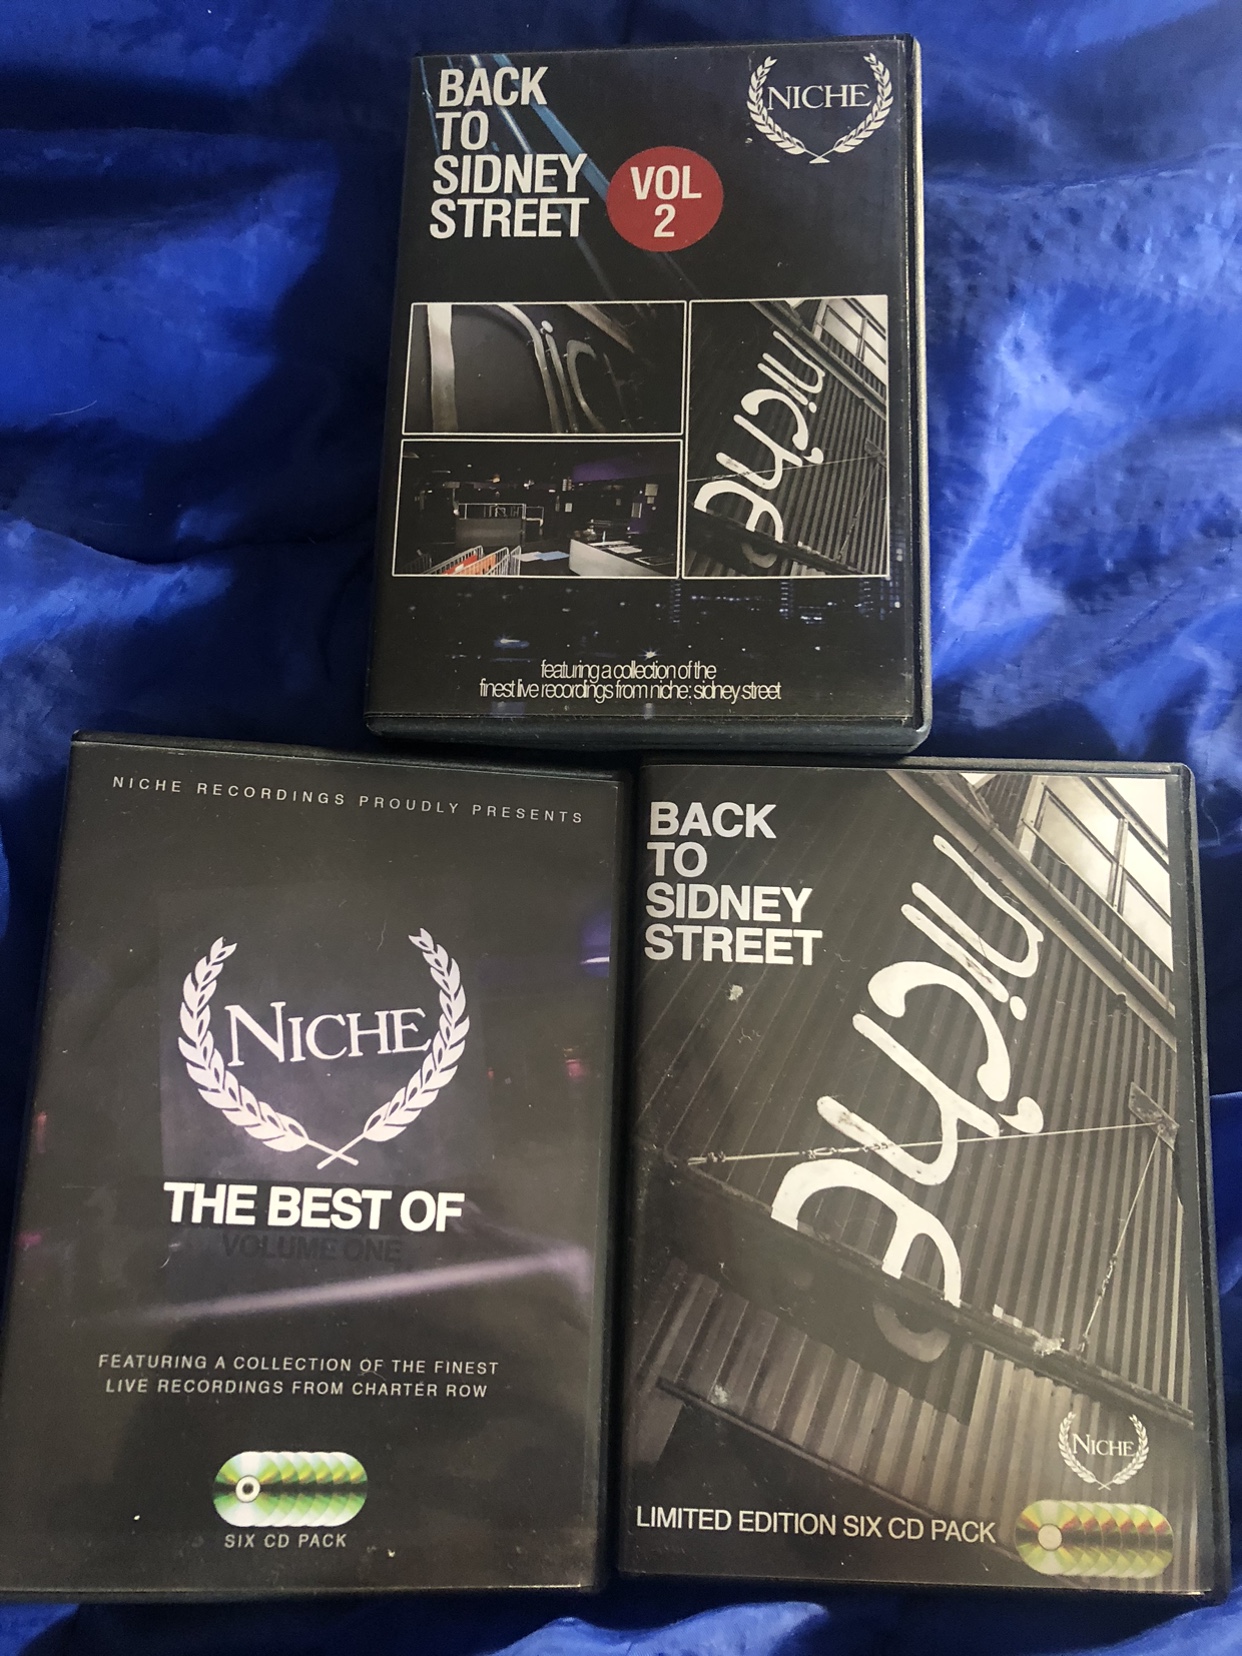 BACK
TO
SIDNEY
STREET
VOL
2
NICHE
nic
niche
featuring a collection of the
finest live recordings from niche: sidney street
NICHE RECORDINGS PROUDLY PRESENTS
NICHE
THE BEST OF
VOLUME ONE
FEATURING A COLLECTION OF THE FINEST
LIVE RECORDINGS FROM CHARTER ROW
SIX CD PACK
BACK
TO
SIDNEY
STREET
niche
NICHE
LIMITED EDITION SIX CD PACK